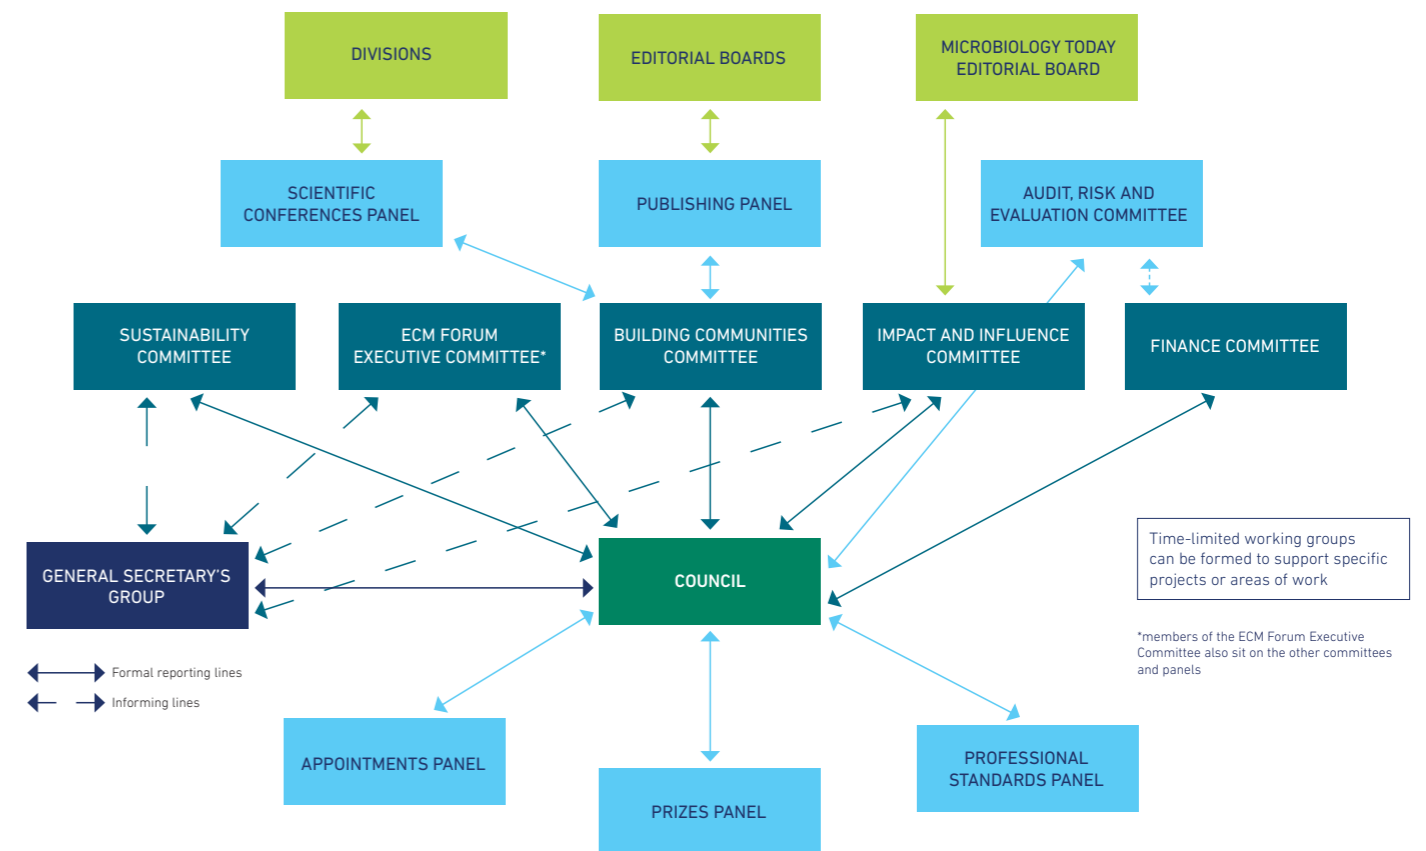 DIVISIONS
EDITORIAL BOARDS
MICROBIOLOGY TODAY
EDITORIAL BOARD
SCIENTIFIC
CONFERENCES PANEL
PUBLISHING PANEL
AUDIT, RISK AND
EVALUATION COMMITTEE
SUSTAINABILITY
COMMITTEE
ECM FORUM
EXECUTIVE COMMITTEE*
BUILDING COMMUNITIES
COMMITTEE
IMPACT AND INFLUENCE
COMMITTEE
FINANCE COMMITTEE
GENERAL SECRETARY'S
GROUP
COUNCIL
Time-limited working groups
can be formed to support specific
projects or areas of work
*members of the ECM Forum Executive
Committee also sit on the other committees
and panels
Formal reporting lines
Informing lines
APPOINTMENTS PANEL
PRIZES PANEL
PROFESSIONAL
STANDARDS PANEL